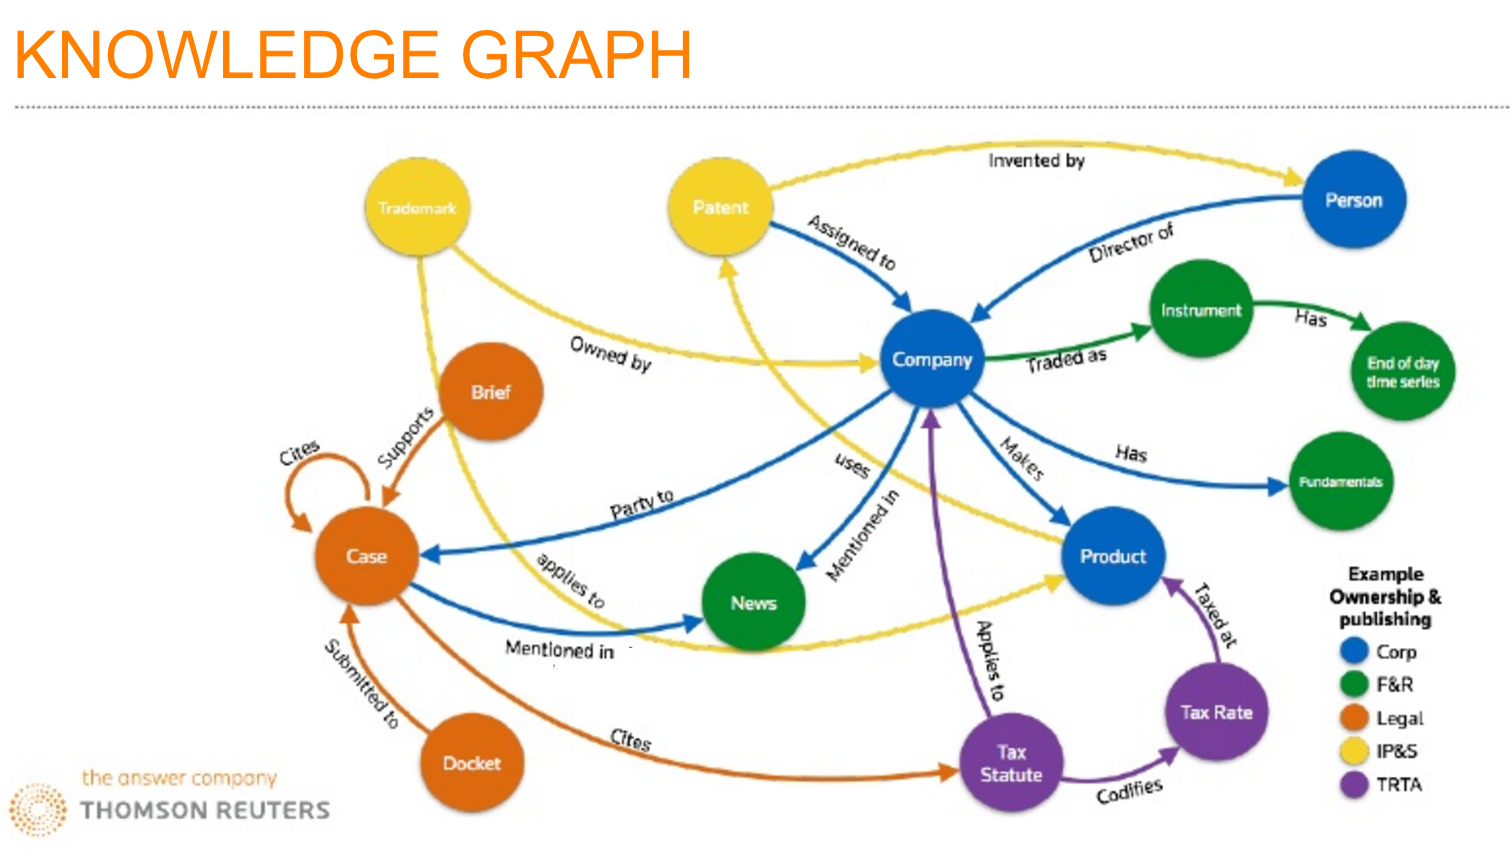 KNOWLEDGE GRAPH
Invented by
Trademark
Patent
Person
Assigned to
Director of
Instrument
Has
Owned by
Company
Traded as
End of day
time series
Brief
Supports
Cites
uses
Makes
Has
Fundamentals
Party to
Mentioned in
Case
applies to
News
Product
Mentioned in
Submitted to
Applies to
Taxed at
Cites
Docket
Tax
Statute
Tax Rate
Codifies
Example
Ownership &
publishing
Corp
F&R
Legal
IP&S
TRTA
the answer company
THOMSON REUTERS